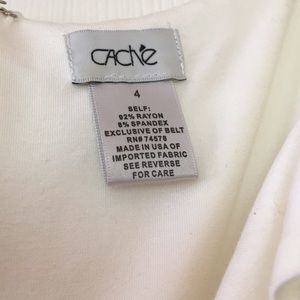 CACHÉ
4
SELF:
92% RAYON
8% SPANDEX
EXCLUSIVE OF BELT
RN# 74578
MADE IN USA OF
IMPORTED FABRIC
SEE REVERSE
FOR CARE